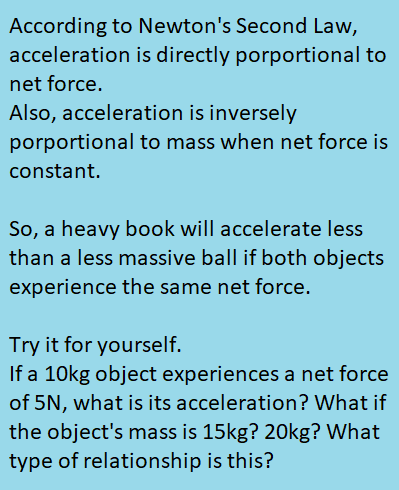 According to Newton's Second Law,
acceleration is directly porportional to
net force.
Also, acceleration is inversely
porportional to mass when net force is
constant.
So, a heavy book will accelerate less
than a less massive ball if both objects
experience the same net force.
Try it for yourself.
If a 10kg object experiences a net force
of 5N, what is its acceleration? What if
the object's mass is 15kg? 20kg? What
type of relationship is this?